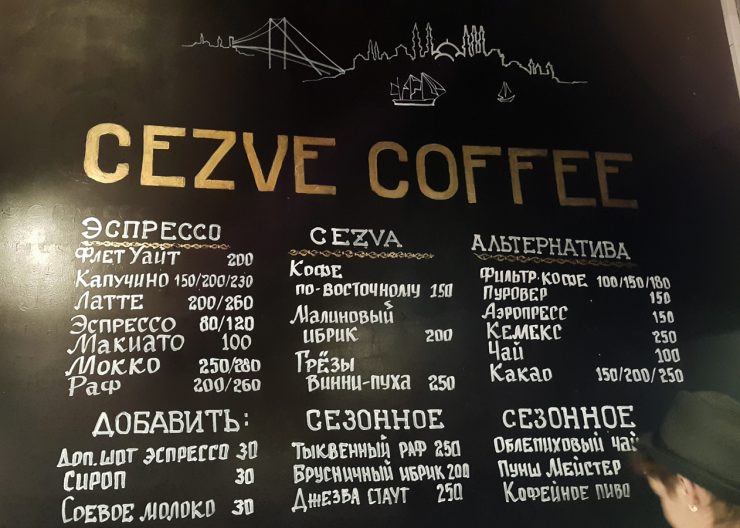 CEZVE COFFEE
ЭСПРЕССО
Флет Уайт 200
Капучино 150/200/230
Латте 200/260
Эспрессо 80/120
Макиато 100
Мокко 250/280
Раф 200/260
CEZVA
Кофе
по-восточному 150
Малиновый
ибрик 200
Грёзы
Винни-пуха 250
АЛЬТЕРНАТИВА
Фильтр. кофе 100/150/180
Пуровер 150
Аэропресс 150
Кемекс 250
Чай 100
Какао 150/200/250
ДОБАВИТЬ:
Доп. шот эспрессо 30
Сироп 30
Соевое молоко 30
СЕЗОННОЕ
Тыквенный раф 250
Брусничный ибрик 200
Джезва стаут 250
СЕЗОННОЕ
Облепиховый чай
Пунш Мейстер
Кофейное пиво